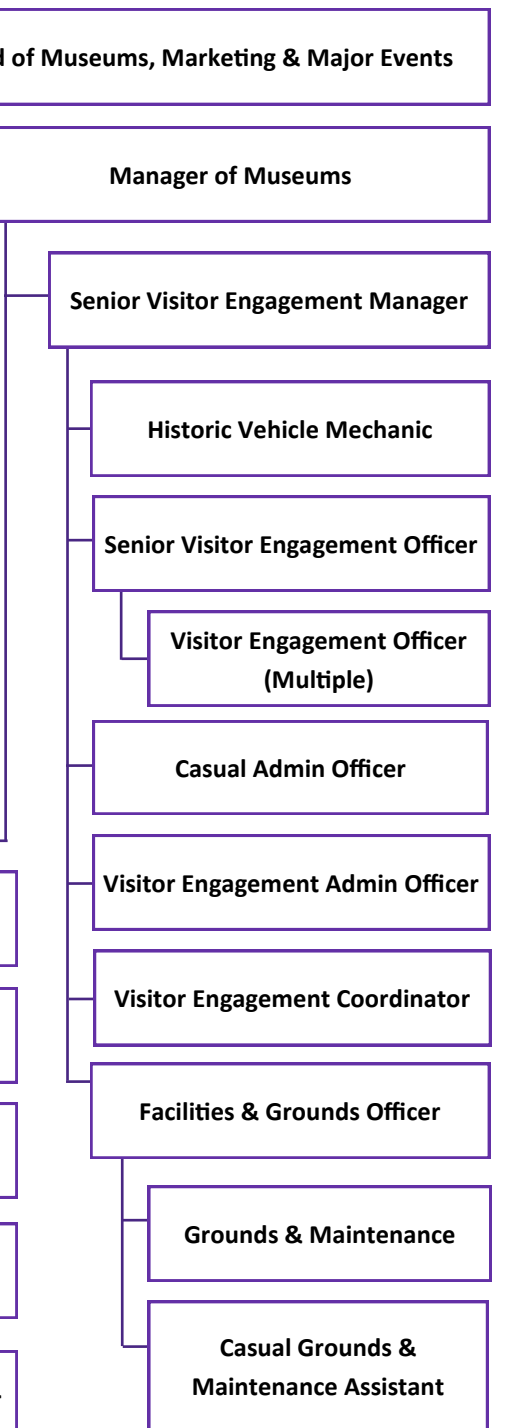 of Museums, Marketing & Major Events
Manager of Museums
Senior Visitor Engagement Manager
Historic Vehicle Mechanic
Senior Visitor Engagement Officer
Visitor Engagement Officer
(Multiple)
Casual Admin Officer
Visitor Engagement Admin Officer
Visitor Engagement Coordinator
Facilities & Grounds Officer
Grounds & Maintenance
Casual Grounds &
Maintenance Assistant